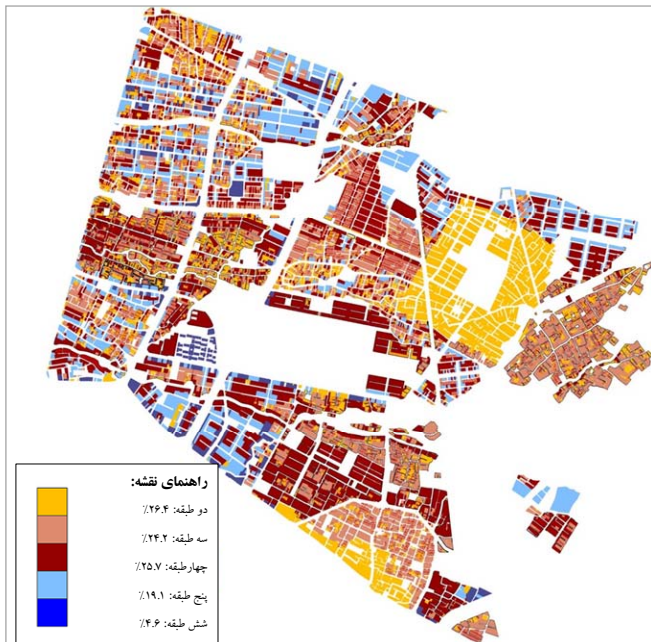 راهنمای نقشه:
دو طبقه: ۲۶.۴٪
سه طبقه: ۲۴.۲٪
چهارطبقه: ۲۵.۷٪
پنج طبقه: ۱۹.۱٪
شش طبقه: ۴.۶٪